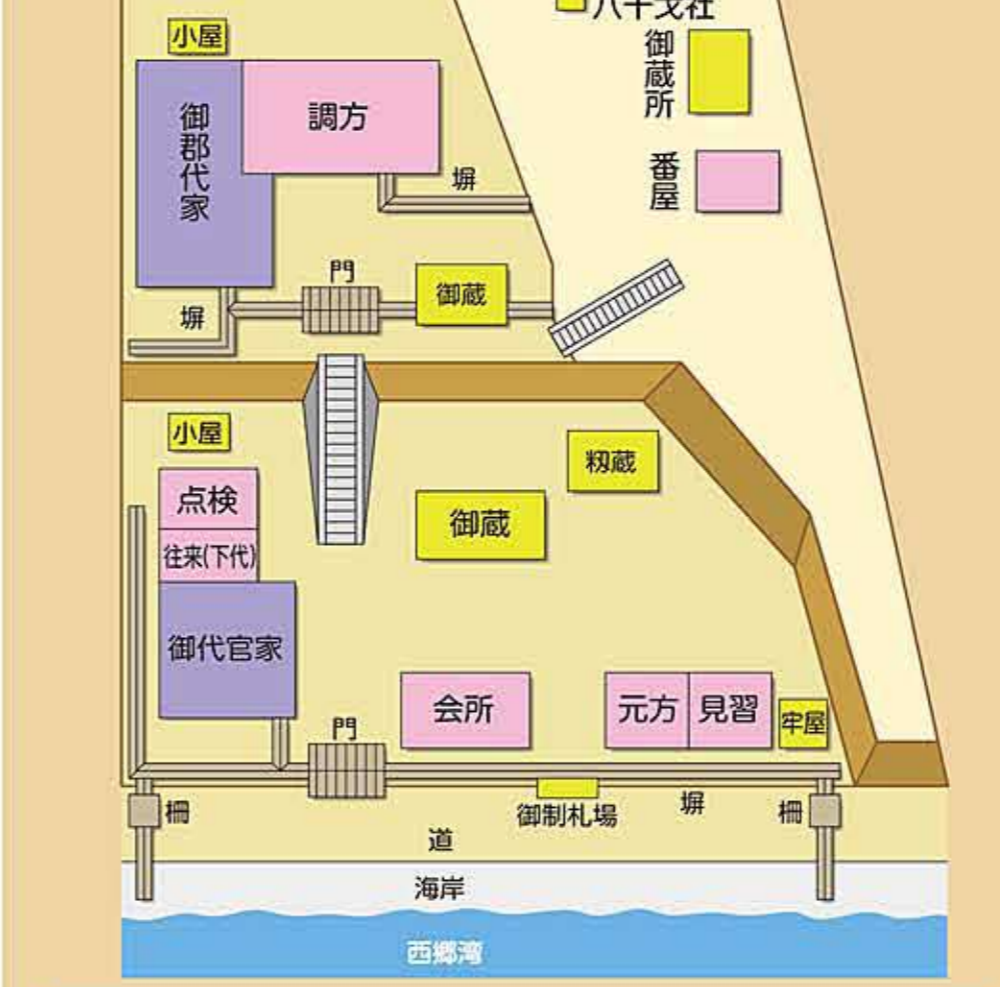 八十戈社
小屋
御蔵所
御郡代家
調方
番屋
塀
門
御蔵
塀
小屋
籾蔵
点検
御蔵
往来(下代)
御代官家
会所
元方
見習
牢屋
門
柵
御制札場
塀
柵
道
海岸
西郷湾